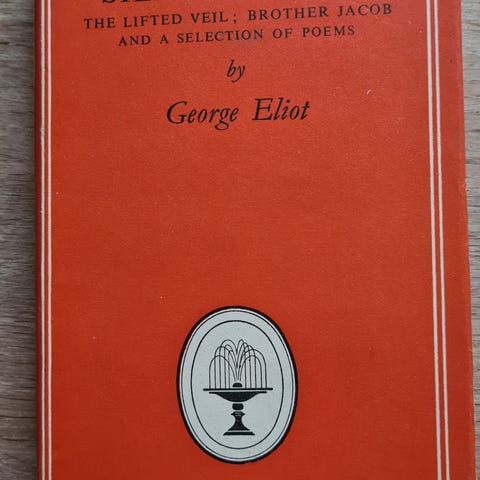 THE LIFTED VEIL; BROTHER JACOB
AND A SELECTION OF POEMS
by
George Eliot